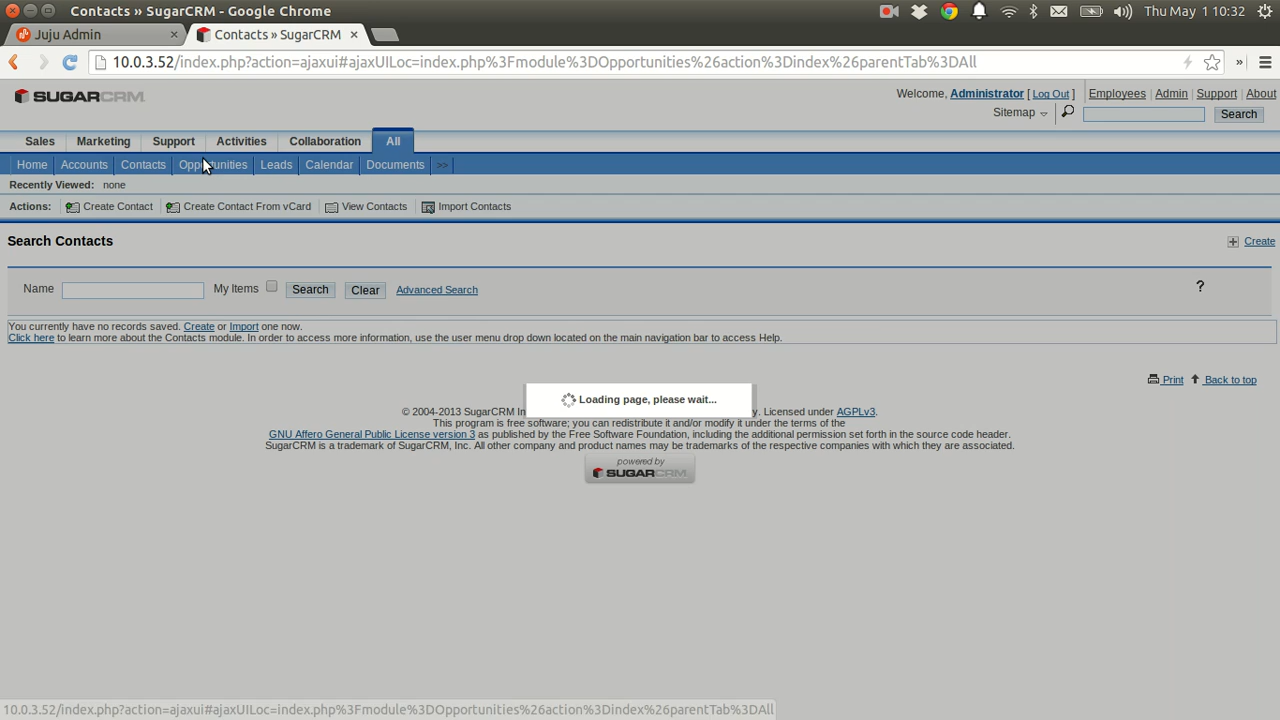 Contacts » SugarCRM - Google Chrome
Thu May 1 10:32
Juju Admin
Contacts » SugarCRM
10.0.3.52/index.php?action=ajaxui#ajaxUILoc=index.php%3Fmodule%3DOpportunities%26action%3Dindex%26parentTab%3DAll
»
SUGARCRM
Welcome, Administrator [ Log Out ]
Employees | Admin | Support | About
Sitemap
Search
Sales
Marketing
Support
Activities
Collaboration
All
Home
Accounts
Contacts
Opportunities
Leads
Calendar
Documents
>>
Recently Viewed: none
Actions:
Create Contact
Create Contact From vCard
View Contacts
Import Contacts
Search Contacts
Create
Name
My Items
Search
Clear
Advanced Search
?
You currently have no records saved. Create or Import one now.
Click here to learn more about the Contacts module. In order to access more information, use the user menu drop down located on the main navigation bar to access Help.
Print
Back to top
Loading page, please wait...
© 2004-2013 SugarCRM In y. Licensed under AGPLv3.
This program is free software; you can redistribute it and/or modify it under the terms of the
GNU Affero General Public License version 3 as published by the Free Software Foundation, including the additional permission set forth in the source code header.
SugarCRM is a trademark of SugarCRM, Inc. All other company and product names may be trademarks of the respective companies with which they are associated.
powered by
SUGARCRM
10.0.3.52/index.php?action=ajaxui#ajaxUILoc=index.php%3Fmodule%3DOpportunities%26action%3Dindex%26parentTab%3DAll